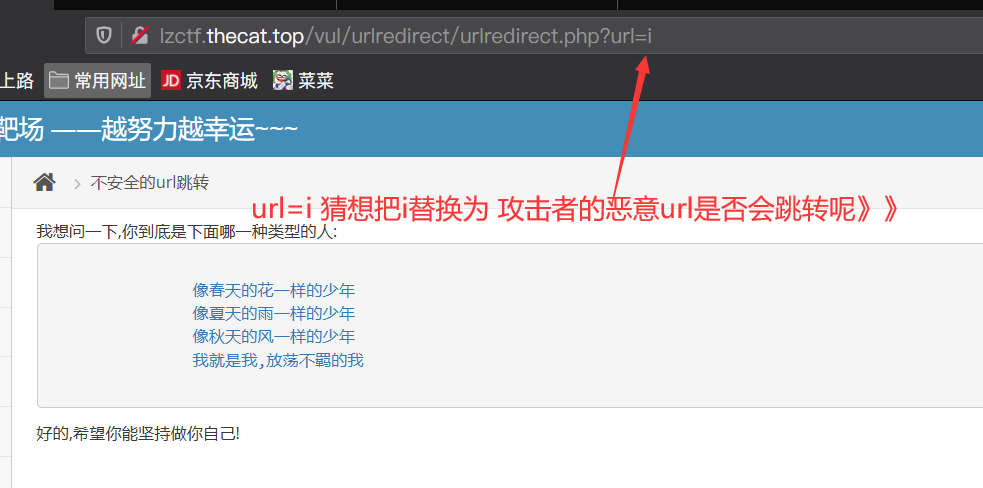 lzctf.thecat.top/vul/urlredirect/urlredirect.php?url=i
上路 常用网址 JD 京东商城 菜菜
靶场 ——越努力越幸运~~~
不安全的url跳转
url=i 猜想把i替换为 攻击者的恶意url是否会跳转呢》》
我想问一下,你到底是下面哪一种类型的人:
像春天的花一样的少年
像夏天的雨一样的少年
像秋天的风一样的少年
我就是我,放荡不羁的我
好的,希望你能坚持做你自己!